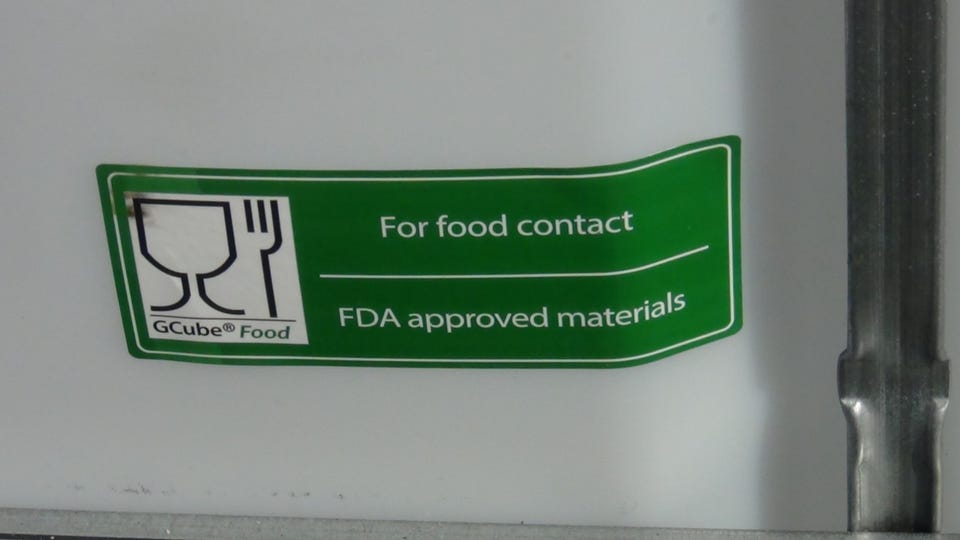 For food contact
FDA approved materials
GCube® Food